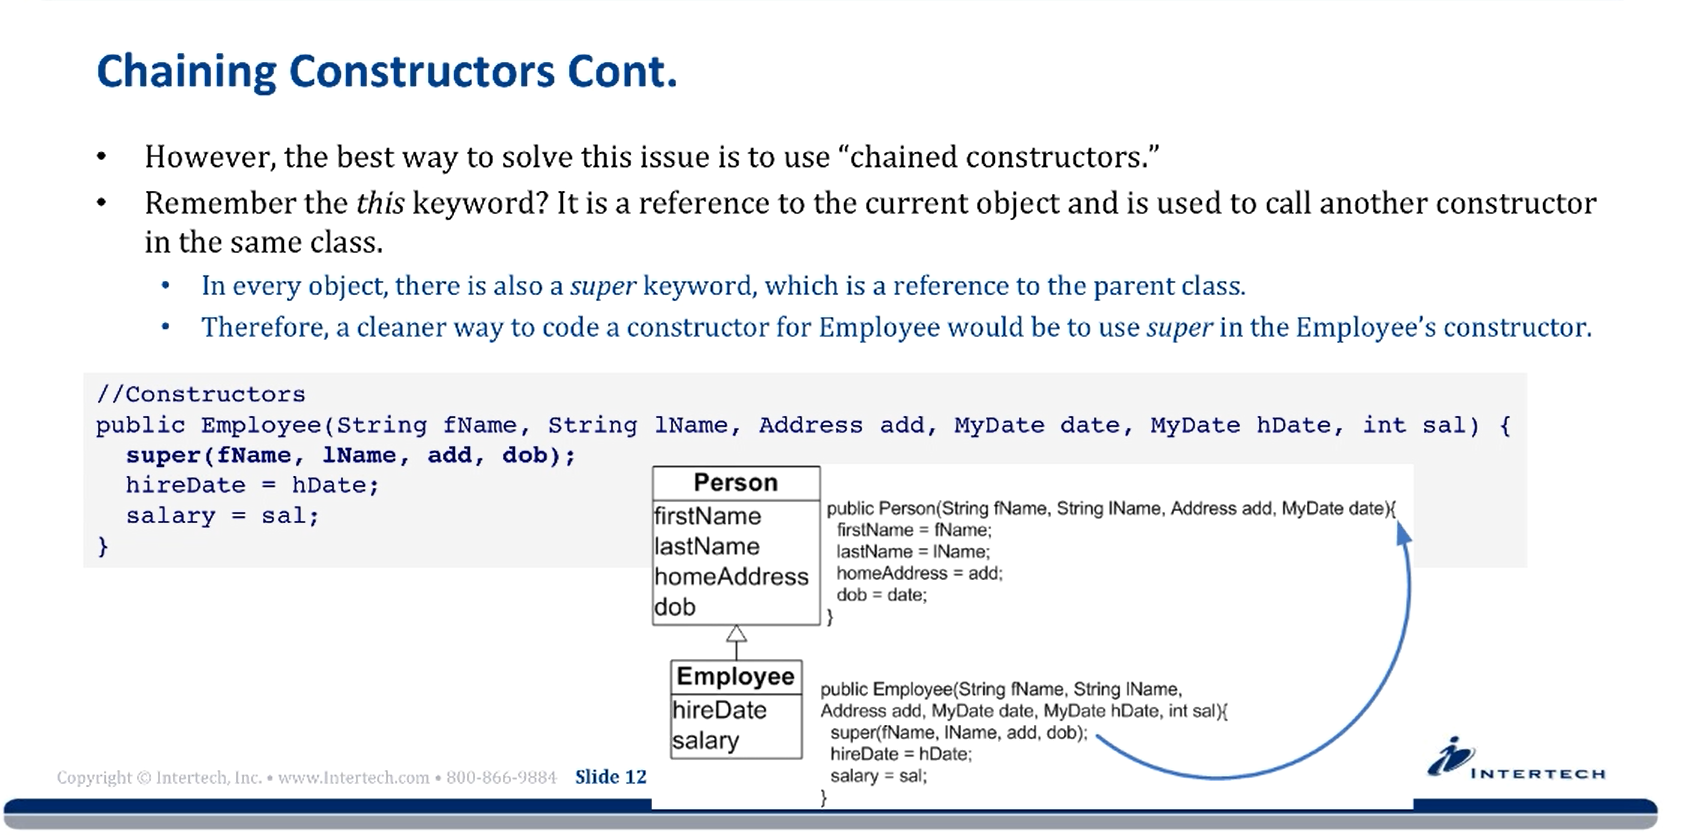 Chaining Constructors Cont.
• However, the best way to solve this issue is to use “chained constructors.”
• Remember the this keyword? It is a reference to the current object and is used to call another constructor
in the same class.
• In every object, there is also a super keyword, which is a reference to the parent class.
• Therefore, a cleaner way to code a constructor for Employee would be to use super in the Employee’s constructor.
//Constructors
public Employee(String fName, String lName, Address add, MyDate date, MyDate hDate, int sal) {
super(fName, lName, add, dob);
hireDate = hDate;
salary = sal;
}
Person
firstName
lastName
homeAddress
dob
public Person(String fName, String lName, Address add, MyDate date){
firstName = fName;
lastName = lName;
homeAddress = add;
dob = date;
}
Employee
hireDate
salary
public Employee(String fName, String lName,
Address add, MyDate date, MyDate hDate, int sal){
super(fName, lName, add, dob);
hireDate = hDate;
salary = sal;
}
Copyright © Intertech, Inc. • www.Intertech.com • 800-866-9884 Slide 12
INTERTECH